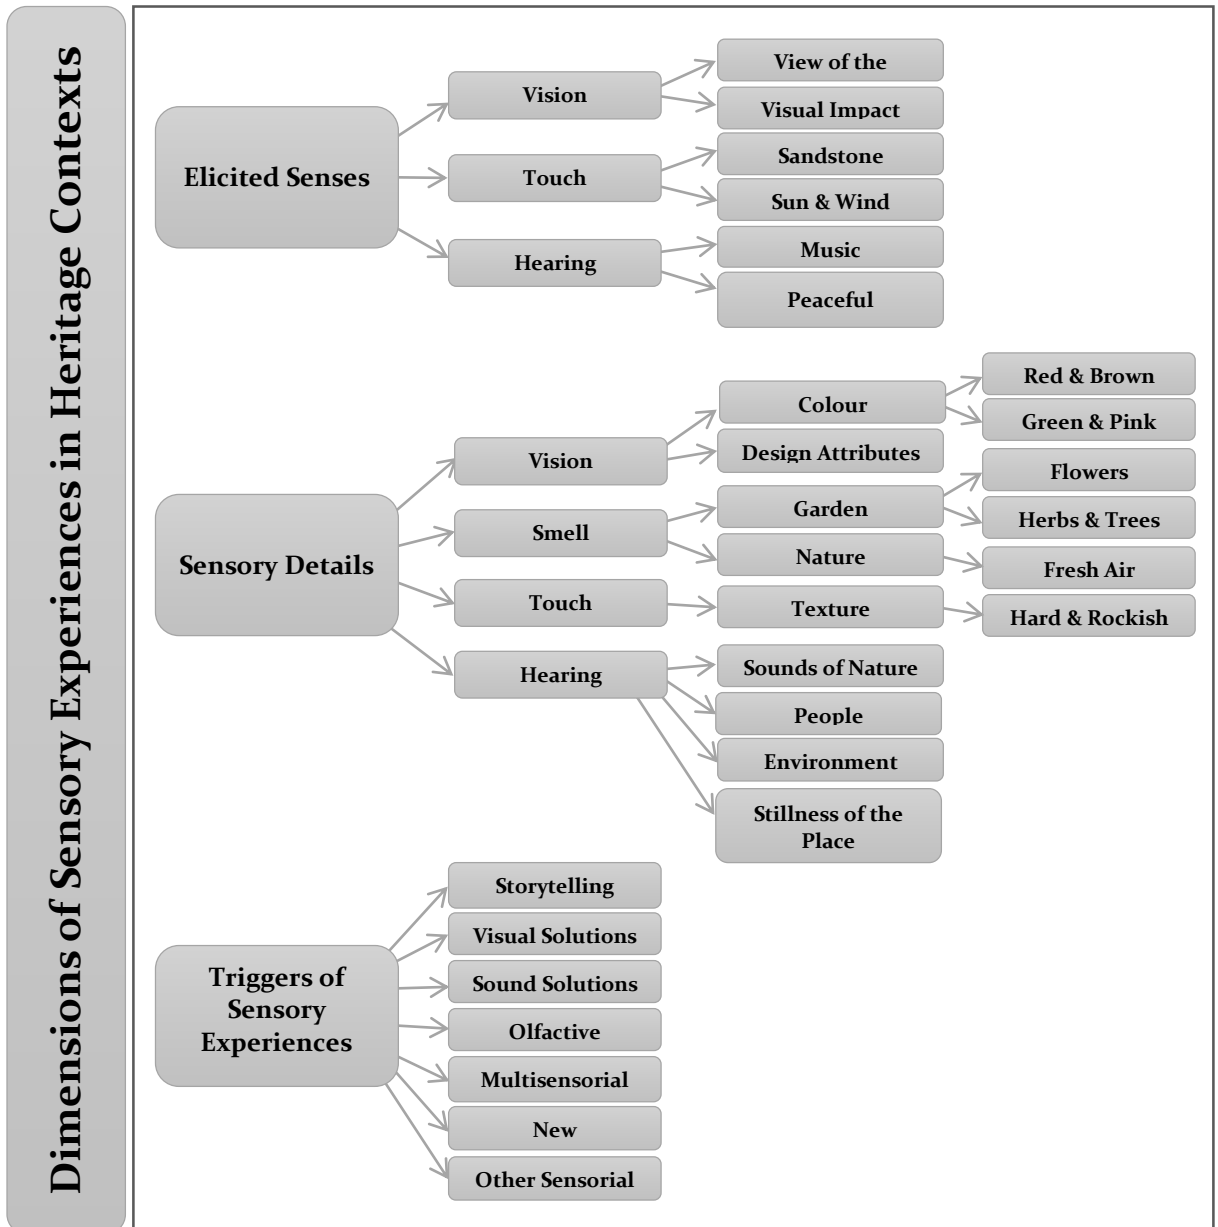 Dimensions of Sensory Experiences in Heritage Contexts
Elicited Senses
Vision
View of the
Visual Impact
Touch
Sandstone
Sun & Wind
Hearing
Music
Peaceful
Sensory Details
Vision
Colour
Red & Brown
Green & Pink
Design Attributes
Smell
Garden
Flowers
Herbs & Trees
Nature
Fresh Air
Touch
Texture
Hard & Rockish
Hearing
Sounds of Nature
People
Environment
Stillness of the
Place
Triggers of
Sensory
Experiences
Storytelling
Visual Solutions
Sound Solutions
Olfactive
Multisensorial
New
Other Sensorial